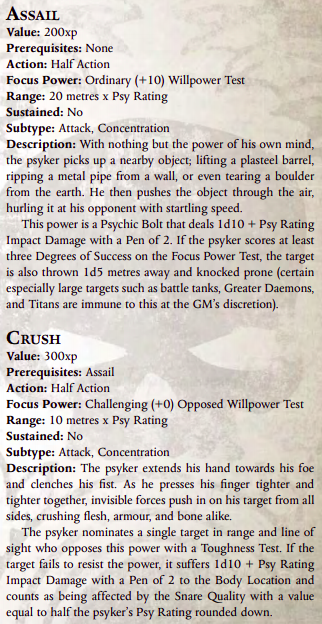 ASSAIL
Value: 200xp
Prerequisites: None
Action: Half Action
Focus Power: Ordinary (+10) Willpower Test
Range: 20 metres x Psy Rating
Sustained: No
Subtype: Attack, Concentration
Description: With nothing but the power of his own mind,
the psyker picks up a nearby object; lifting a plasteel barrel,
ripping a metal pipe from a wall, or even tearing a boulder
from the earth. He then pushes the object through the air,
hurling it at his opponent with startling speed.
This power is a Psychic Bolt that deals 1d10 + Psy Rating
Impact Damage with a Pen of 2. If the psyker scores at least
three Degrees of Success on the Focus Power Test, the target
is also thrown 1d5 metres away and knocked prone (certain
especially large targets such as battle tanks, Greater Daemons,
and Titans are immune to this at the GM's discretion).
CRUSH
Value: 300xp
Prerequisites: Assail
Action: Half Action
Focus Power: Challenging (+0) Opposed Willpower Test
Range: 10 metres x Psy Rating
Sustained: No
Subtype: Attack, Concentration
Description: The psyker extends his hand towards his foe
and clenches his fist. As he presses his finger tighter and
tighter together, invisible forces push in on his target from all
sides, crushing flesh, armour, and bone alike.
The psyker nominates a single target in range and line of
sight who opposes this power with a Toughness Test. If the
target fails to resist the power, it suffers 1d10 + Psy Rating
Impact Damage with a Pen of 2 to the Body Location and
counts as being affected by the Snare Quality with a value
equal to half the psyker's Psy Rating rounded down.